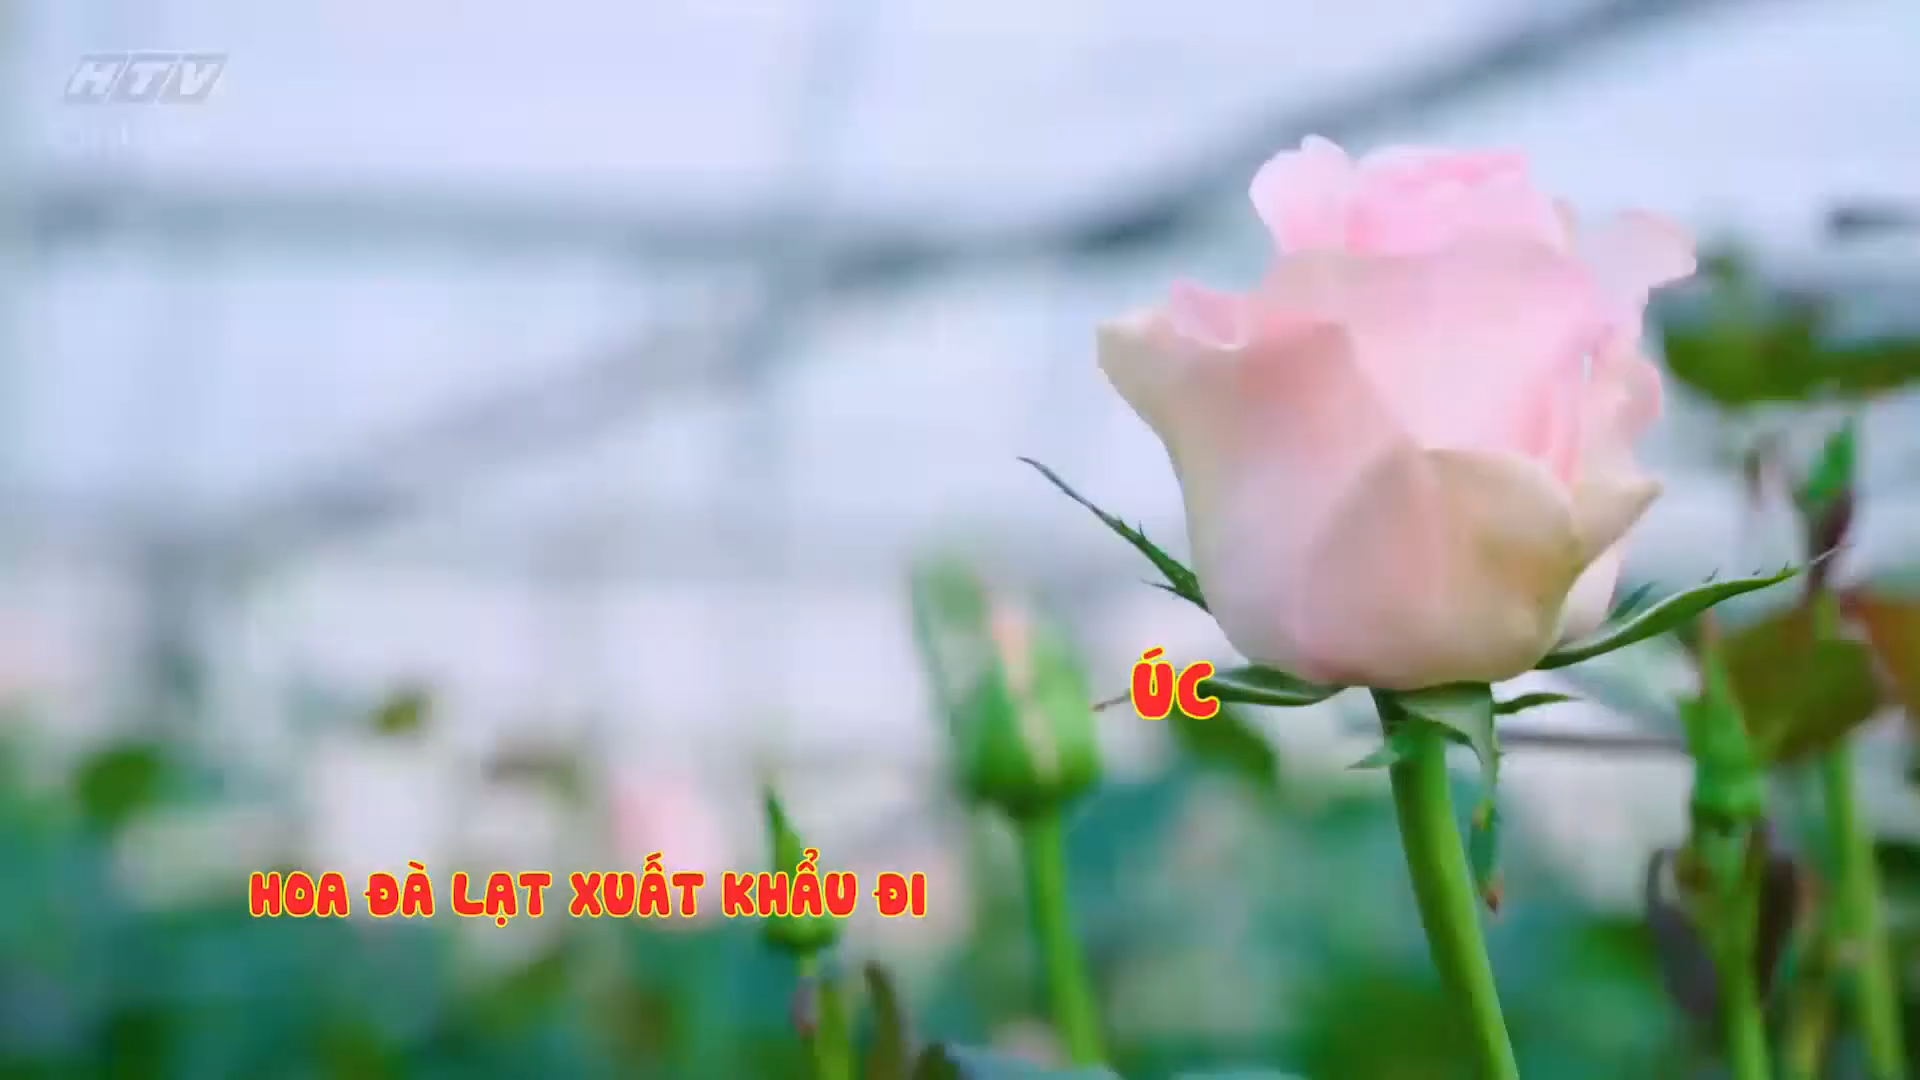 HTV
ÚC
HOA ĐÀ LẠT XUẤT KHẨU ĐI